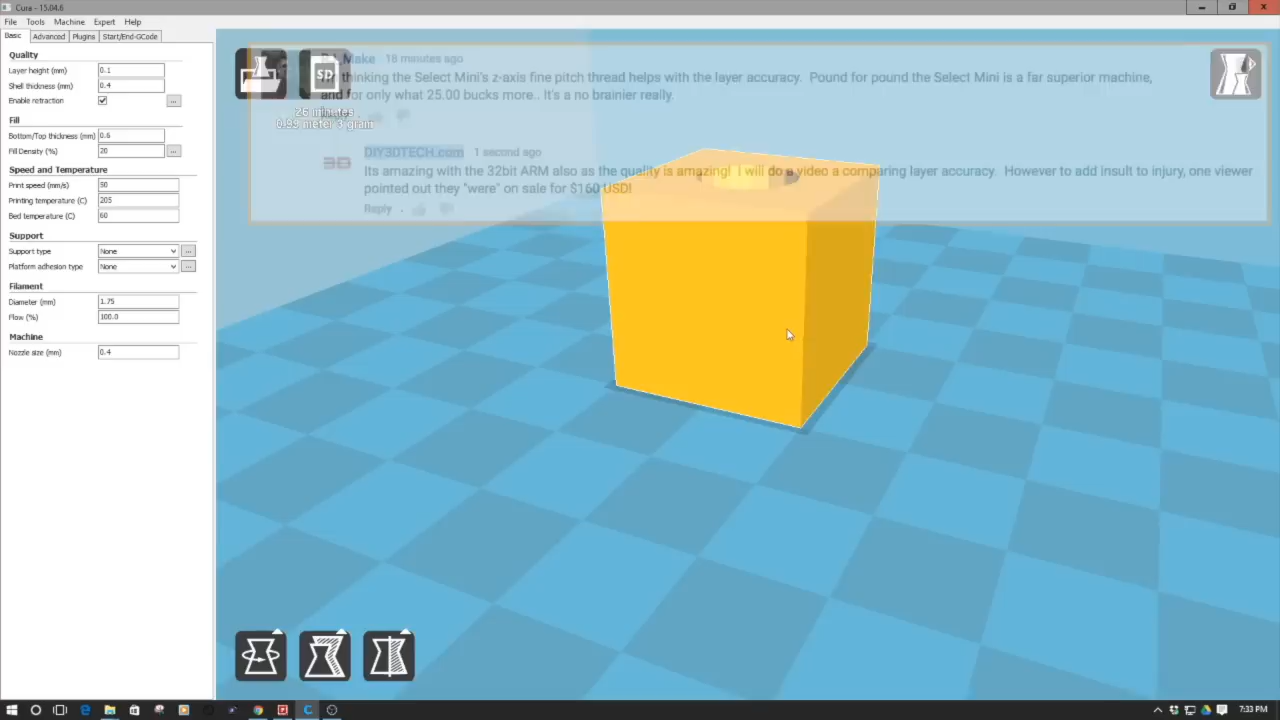 Cura - 15.04.6
File Tools Machine Expert Help
Basic Advanced Plugins Start/End-GCode
Quality
Layer height (mm) 0.1
Shell thickness (mm) 0.4
Enable retraction ...
Fill
Bottom/Top thickness (mm) 0.6
Fill Density (%) 20 ...
Speed and Temperature
Print speed (mm/s) 50
Printing temperature (C) 205
Bed temperature (C) 60
Support
Support type None ...
Platform adhesion type None ...
Filament
Diameter (mm) 1.75
Flow (%) 100.0
Machine
Nozzle size (mm) 0.4
Make 18 minutes ago
thinking the Select Mini's z-axis fine pitch thread helps with the layer accuracy. Pound for pound the Select Mini is a far superior machine,
and for only what 25.00 bucks more.. It's a no brainier really.
SD
26 minutes
0.99 meter 3 gram
3D
DIY3DTECH.com 1 second ago
Its amazing with the 32bit ARM also as the quality is amazing! I will do a video a comparing layer accuracy. However to add insult to injury, one viewer
pointed out they "were" on sale for $160 USD!
Reply
7:33 PM